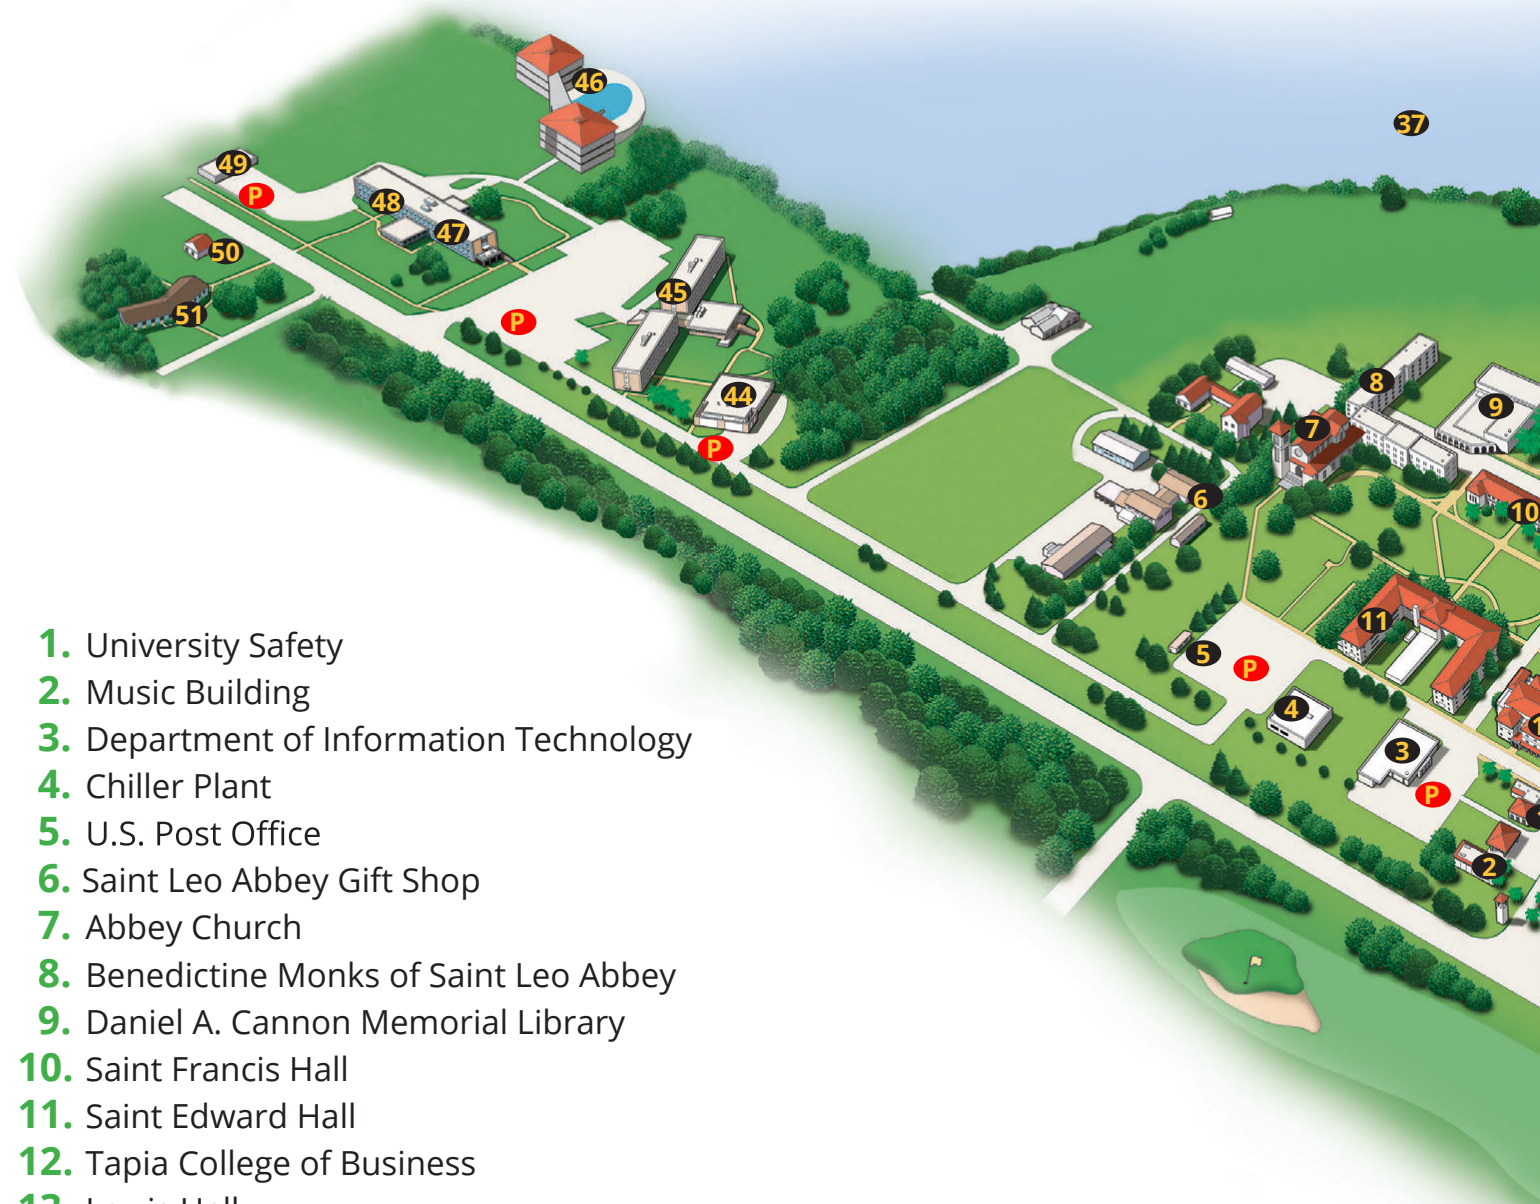 46
37
49
P
48
47
50
51
45
P
8
44
9
7
P
6
10
11
5
P
4
3
P
2
1. University Safety
2. Music Building
3. Department of Information Technology
4. Chiller Plant
5. U.S. Post Office
6. Saint Leo Abbey Gift Shop
7. Abbey Church
8. Benedictine Monks of Saint Leo Abbey
9. Daniel A. Cannon Memorial Library
10. Saint Francis Hall
11. Saint Edward Hall
12. Tapia College of Business